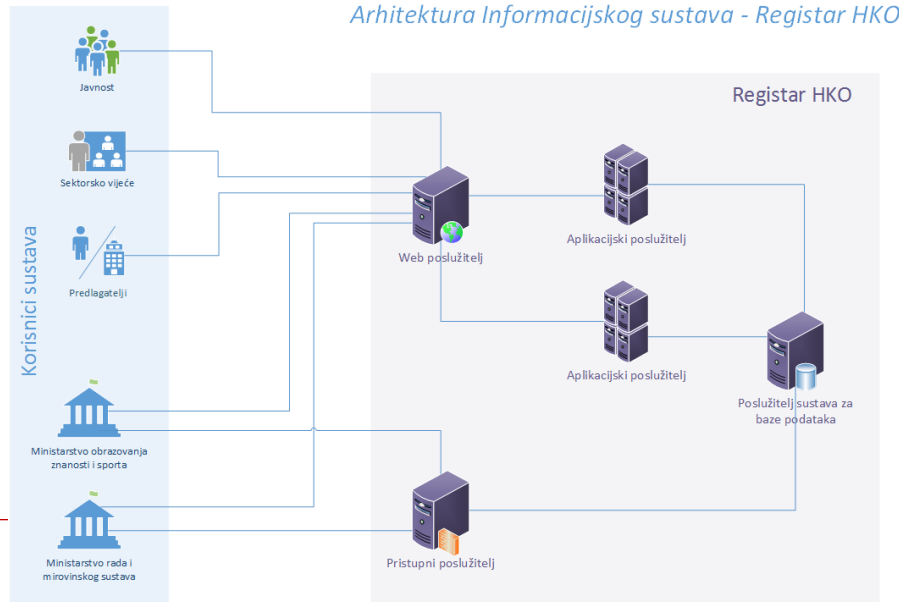 Arhitektura Informacijskog sustava - Registar HKO
Korisnici sustava
Javnost
Sektorsko vijeće
Predlagatelji
Ministarstvo obrazovanja
znanosti i sporta
Ministarstvo rada i
mirovinskog sustava
Registar HKO
Web poslužitelj
Aplikacijski poslužitelj
Aplikacijski poslužitelj
Poslužitelj sustava za
baze podataka
Pristupni poslužitelj